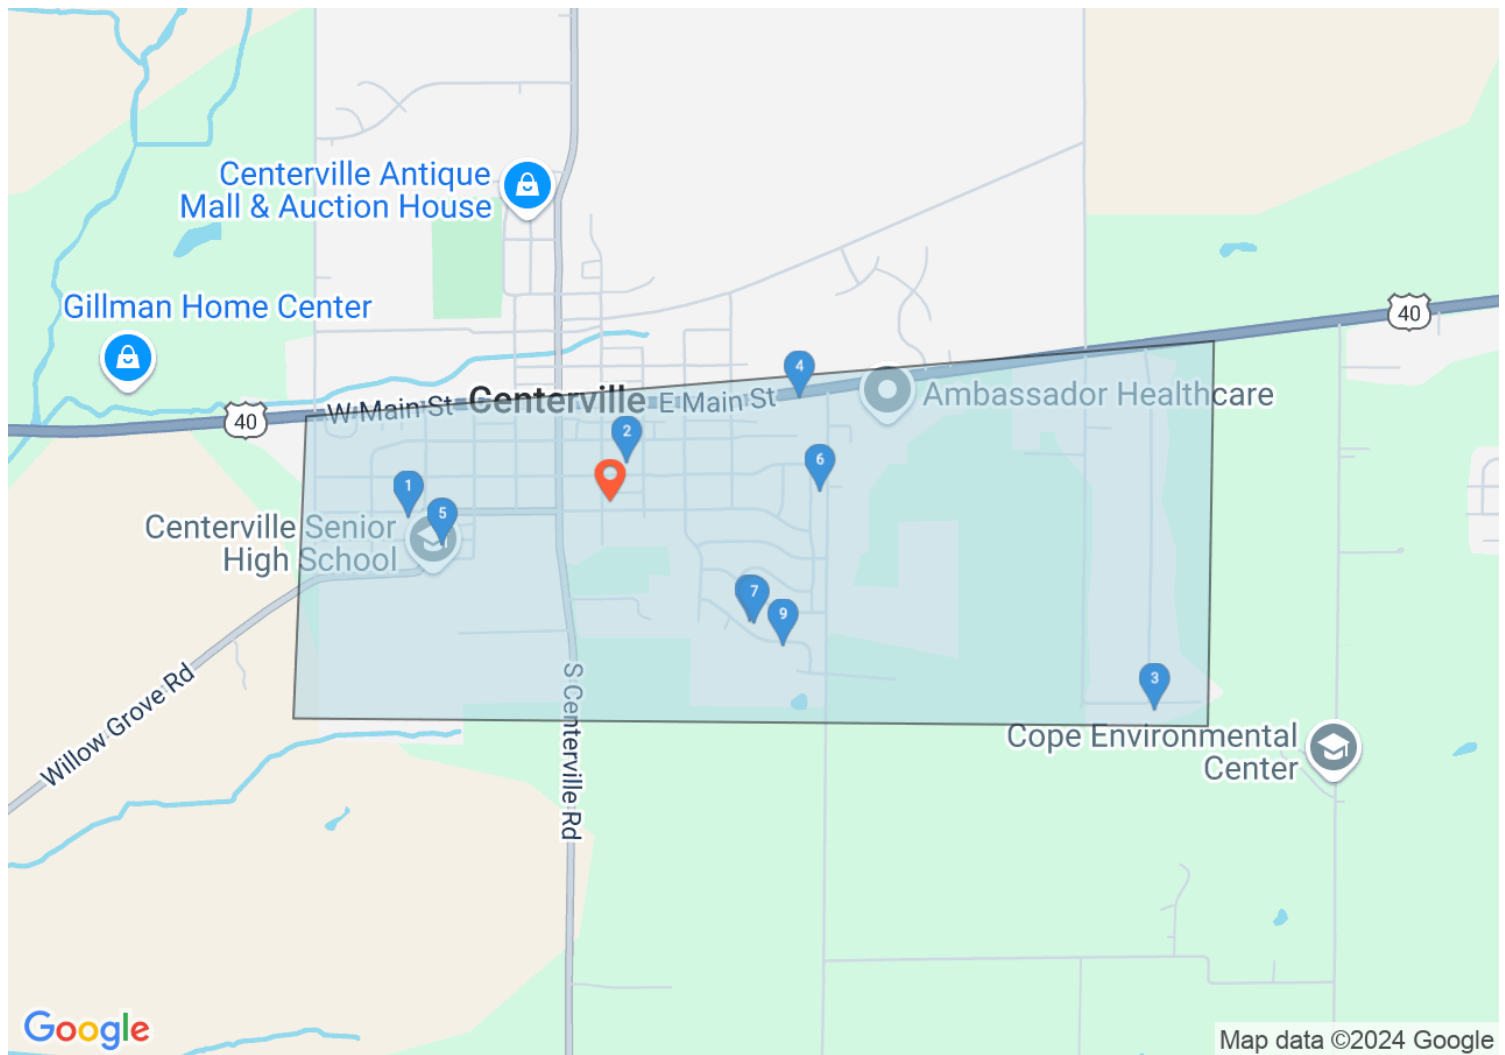 Centerville Antique
Mall & Auction House
Gillman Home Center
40
4
40
W Main St
Centerville
E Main St
Ambassador Healthcare
2
6
1
5
Centerville Senior
High School
7
9
3
S Centerville Rd
Willow Grove Rd
Cope Environmental
Center
Google
Map data ©2024 Google